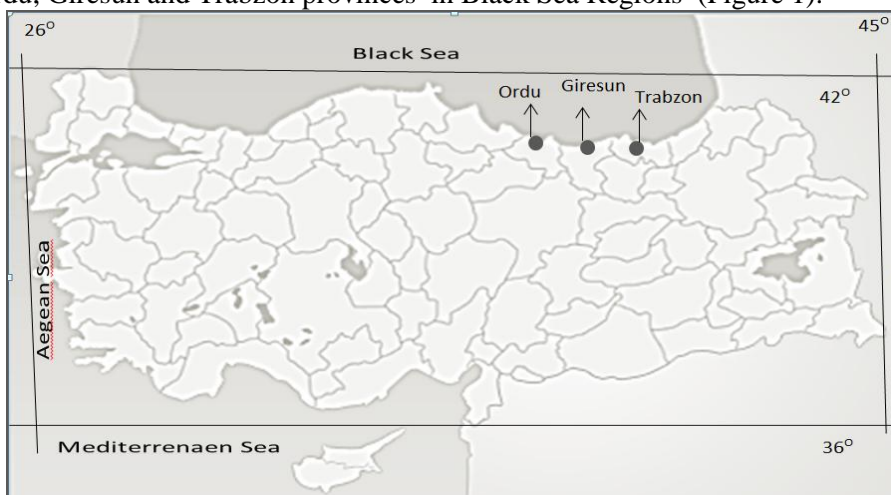 du, Giresun and Trabzon provinces in Black Sea Regions (Figure 1).
26° 45°
Black Sea
42°
Ordu Giresun Trabzon
Aegean Sea
36°
Mediterrenaen Sea